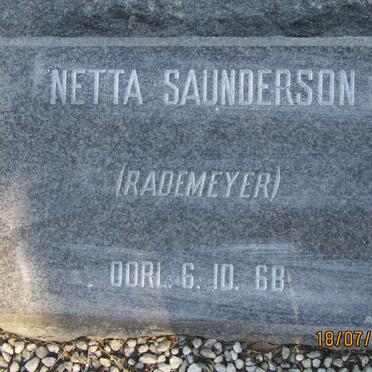 NETTA SAUNDERSON
(RADEMEYER)
OORL. 6. 10. 68
18/07/